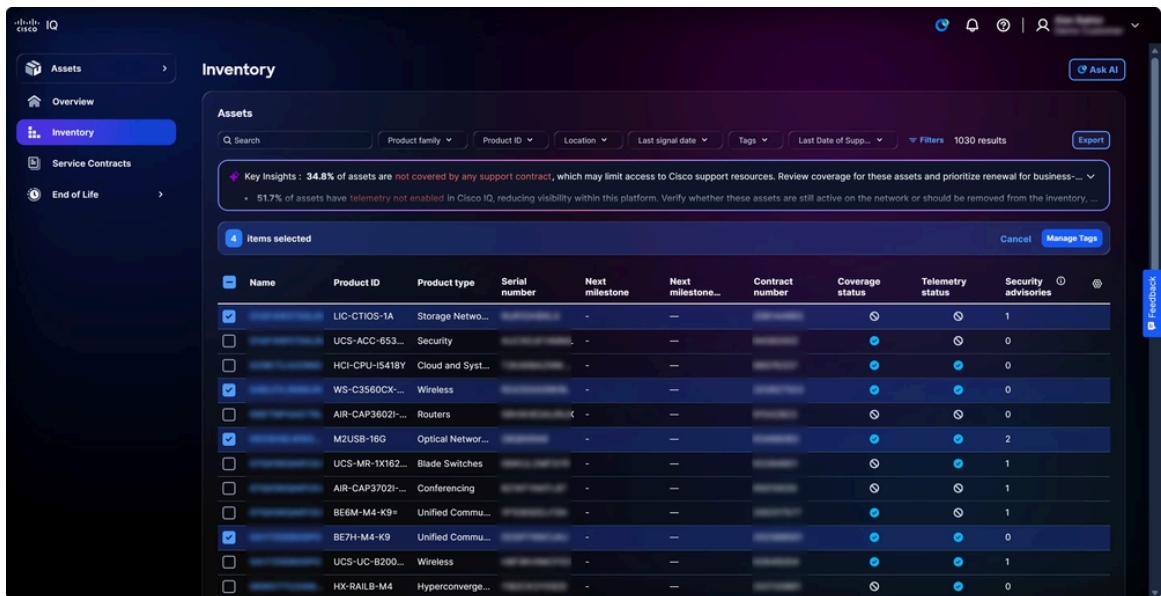 cisco IQ
Assets
Overview
Inventory
Service Contracts
End of Life
Inventory
Ask AI
Assets
Search
Product family
Product ID
Location
Last signal date
Tags
Last Date of Supp...
Filters
1030 results
Export
Key Insights : 34.8% of assets are not covered by any support contract, which may limit access to Cisco support resources. Review coverage for these assets and prioritize renewal for business-...
• 51.7% of assets have telemetry not enabled in Cisco IQ, reducing visibility within this platform. Verify whether these assets are still active on the network or should be removed from the inventory, ...
4 items selected
Cancel
Manage Tags
Name Product ID Product type Serial number Next milestone Next milestone... Contract number Coverage status Telemetry status Security advisories
LIC-CTIOS-1A Storage Netwo... - — 1
UCS-ACC-653... Security - — 0
HCI-CPU-I5418Y Cloud and Syst... - — 0
WS-C3560CX-... Wireless - — 0
AIR-CAP3602I-... Routers - — 0
M2USB-16G Optical Networ... - — 2
UCS-MR-1X162... Blade Switches - — 1
AIR-CAP3702I-... Conferencing - — 1
BE6M-M4-K9= Unified Commu... - — 1
BE7H-M4-K9 Unified Commu... - — 0
UCS-UC-B200... Wireless - — 1
HX-RAILB-M4 Hyperconverge... - — 0
Feedback